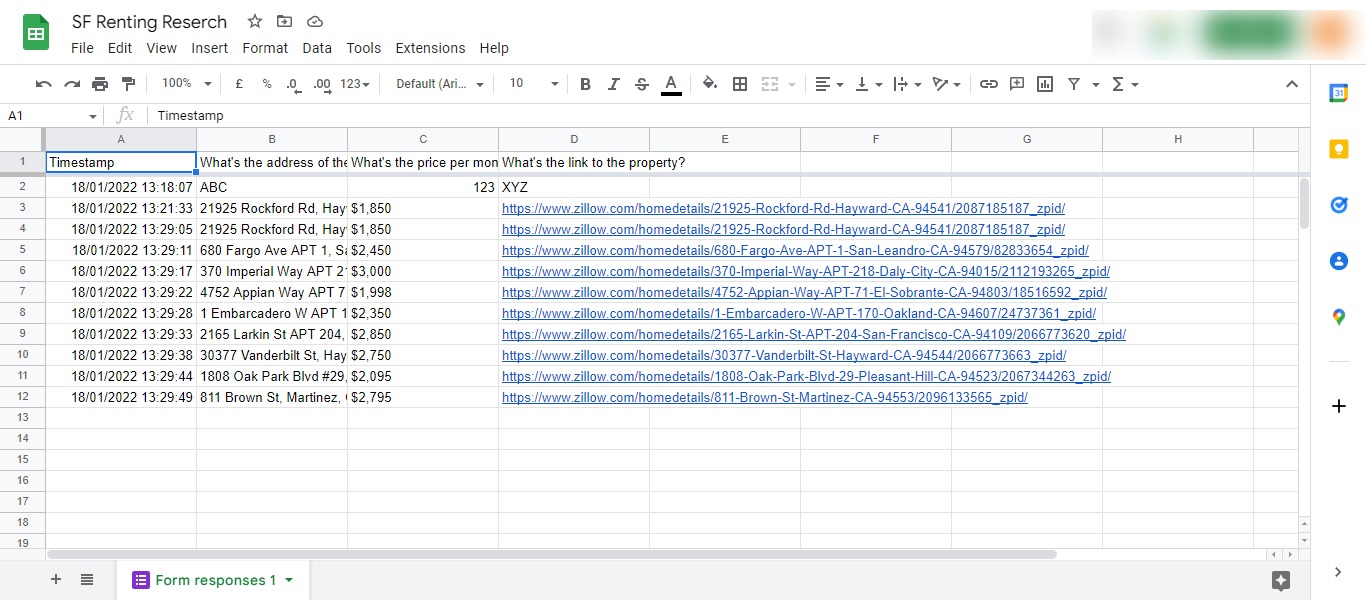 SF Renting Reserch
File Edit View Insert Format Data Tools Extensions Help
100% £ % .0 .00 123 Default (Ari... 10 B I S A
A1 fx Timestamp
A B C D E F G H
1 Timestamp What's the address of the What's the price per mon What's the link to the property?
2 18/01/2022 13:18:07 ABC 123 XYZ
3 18/01/2022 13:21:33 21925 Rockford Rd, Hay $1,850 https://www.zillow.com/homedetails/21925-Rockford-Rd-Hayward-CA-94541/2087185187_zpid/
4 18/01/2022 13:29:05 21925 Rockford Rd, Hay $1,850 https://www.zillow.com/homedetails/21925-Rockford-Rd-Hayward-CA-94541/2087185187_zpid/
5 18/01/2022 13:29:11 680 Fargo Ave APT 1, Sa $2,450 https://www.zillow.com/homedetails/680-Fargo-Ave-APT-1-San-Leandro-CA-94579/82833654_zpid/
6 18/01/2022 13:29:17 370 Imperial Way APT 21 $3,000 https://www.zillow.com/homedetails/370-Imperial-Way-APT-218-Daly-City-CA-94015/2112193265_zpid/
7 18/01/2022 13:29:22 4752 Appian Way APT 7 $1,998 https://www.zillow.com/homedetails/4752-Appian-Way-APT-71-El-Sobrante-CA-94803/18516592_zpid/
8 18/01/2022 13:29:28 1 Embarcadero W APT 1 $2,350 https://www.zillow.com/homedetails/1-Embarcadero-W-APT-170-Oakland-CA-94607/24737361_zpid/
9 18/01/2022 13:29:33 2165 Larkin St APT 204, $2,850 https://www.zillow.com/homedetails/2165-Larkin-St-APT-204-San-Francisco-CA-94109/2066773620_zpid/
10 18/01/2022 13:29:38 30377 Vanderbilt St, Hay $2,750 https://www.zillow.com/homedetails/30377-Vanderbilt-St-Hayward-CA-94544/2066773663_zpid/
11 18/01/2022 13:29:44 1808 Oak Park Blvd #29, $2,095 https://www.zillow.com/homedetails/1808-Oak-Park-Blvd-29-Pleasant-Hill-CA-94523/2067344263_zpid/
12 18/01/2022 13:29:49 811 Brown St, Martinez, $2,795 https://www.zillow.com/homedetails/811-Brown-St-Martinez-CA-94553/2096133565_zpid/
13
14
15
16
17
18
19
Form responses 1
31